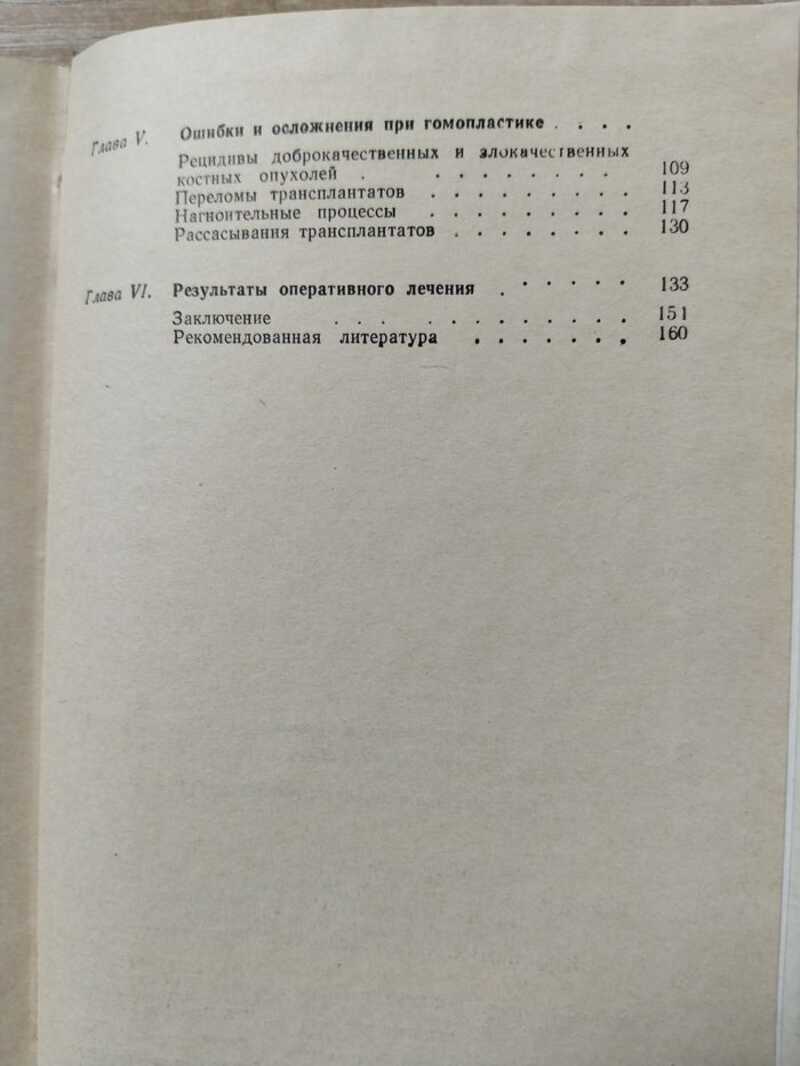 Глава V. Ошибки и осложнения при гомопластике . . . .
Рецидивы доброкачественных и злокачественных
костных опухолей . . . . . . . . . 109
Переломы трансплантатов . . . . . . . . . 113
Нагноительные процессы . . . . . . . . . 117
Рассасывания трансплантатов . . . . . . . . 130
Глава VI. Результаты оперативного лечения . . . . . . 133
Заключение . . . . . . . . . . . . 151
Рекомендованная литература . . . . . . . 160